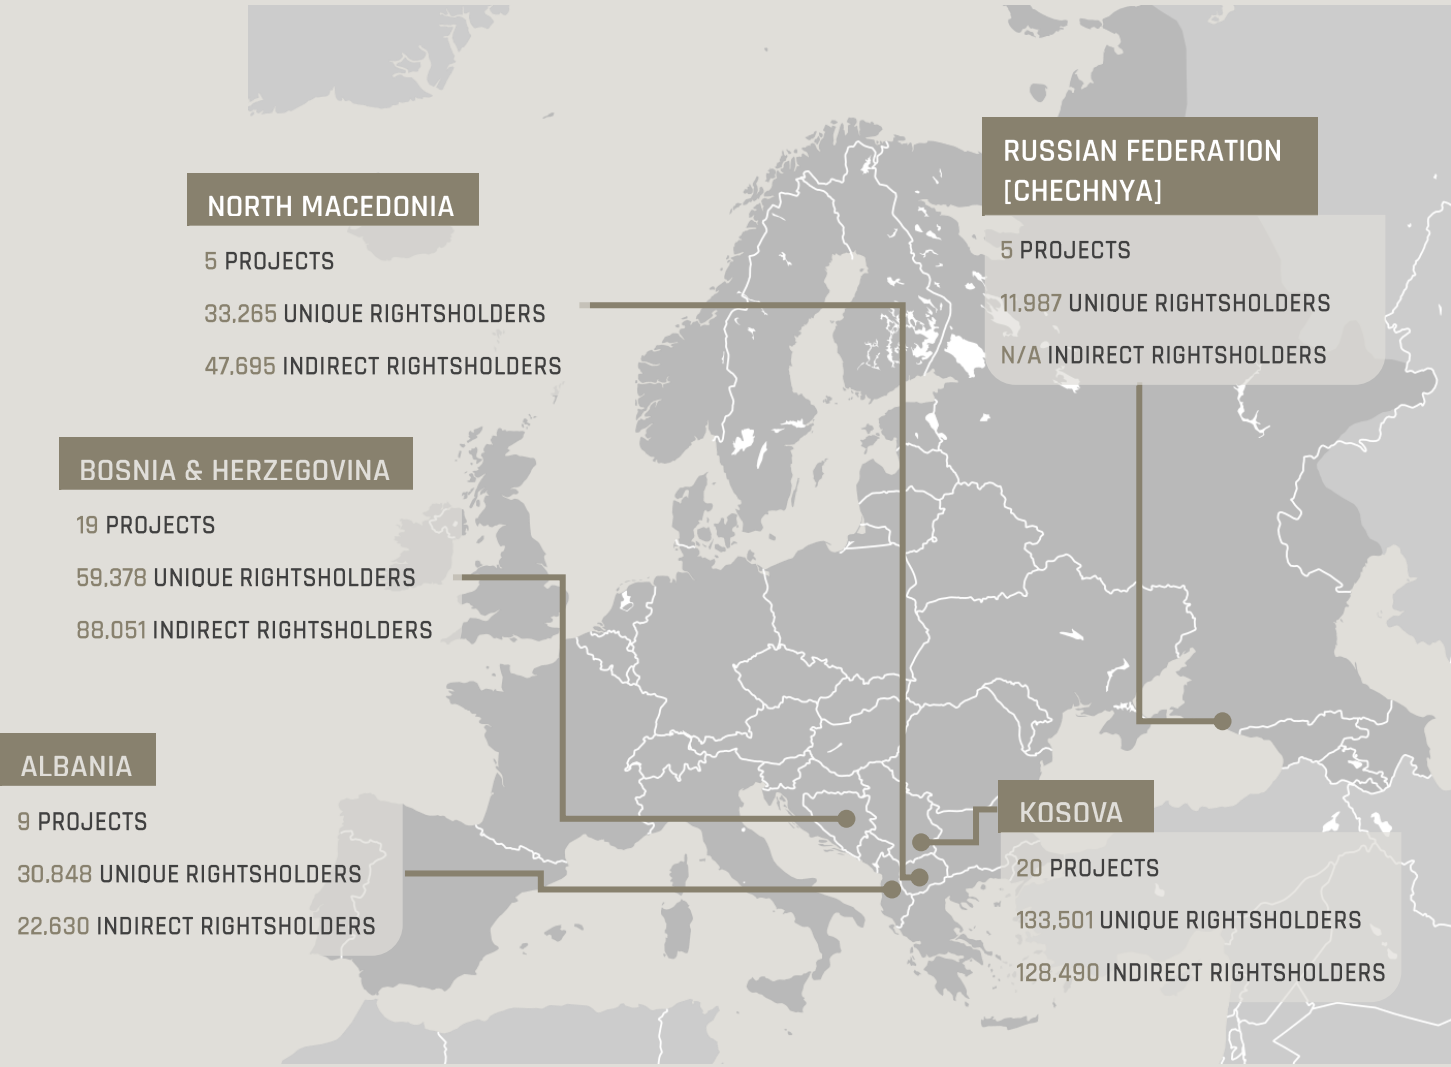 RUSSIAN FEDERATION
[CHECHNYA]
5 PROJECTS
11,987 UNIQUE RIGHTSHOLDERS
N/A INDIRECT RIGHTSHOLDERS
NORTH MACEDONIA
5 PROJECTS
33,265 UNIQUE RIGHTSHOLDERS
47,695 INDIRECT RIGHTSHOLDERS
BOSNIA & HERZEGOVINA
19 PROJECTS
59,378 UNIQUE RIGHTSHOLDERS
88,051 INDIRECT RIGHTSHOLDERS
ALBANIA
9 PROJECTS
30,848 UNIQUE RIGHTSHOLDERS
22,630 INDIRECT RIGHTSHOLDERS
KOSOVA
20 PROJECTS
133,501 UNIQUE RIGHTSHOLDERS
128,490 INDIRECT RIGHTSHOLDERS